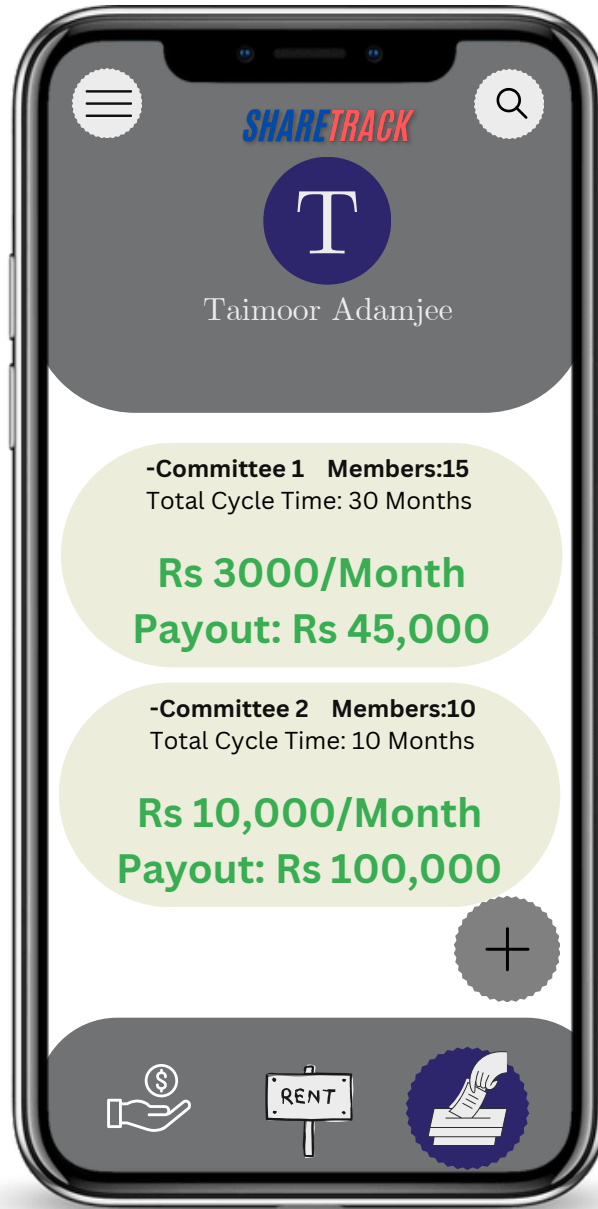 SHARETRACK
T
Taimoor Adamjee
-Committee 1 Members:15
Total Cycle Time: 30 Months
Rs 3000/Month
Payout: Rs 45,000
-Committee 2 Members:10
Total Cycle Time: 10 Months
Rs 10,000/Month
Payout: Rs 100,000
$
RENT